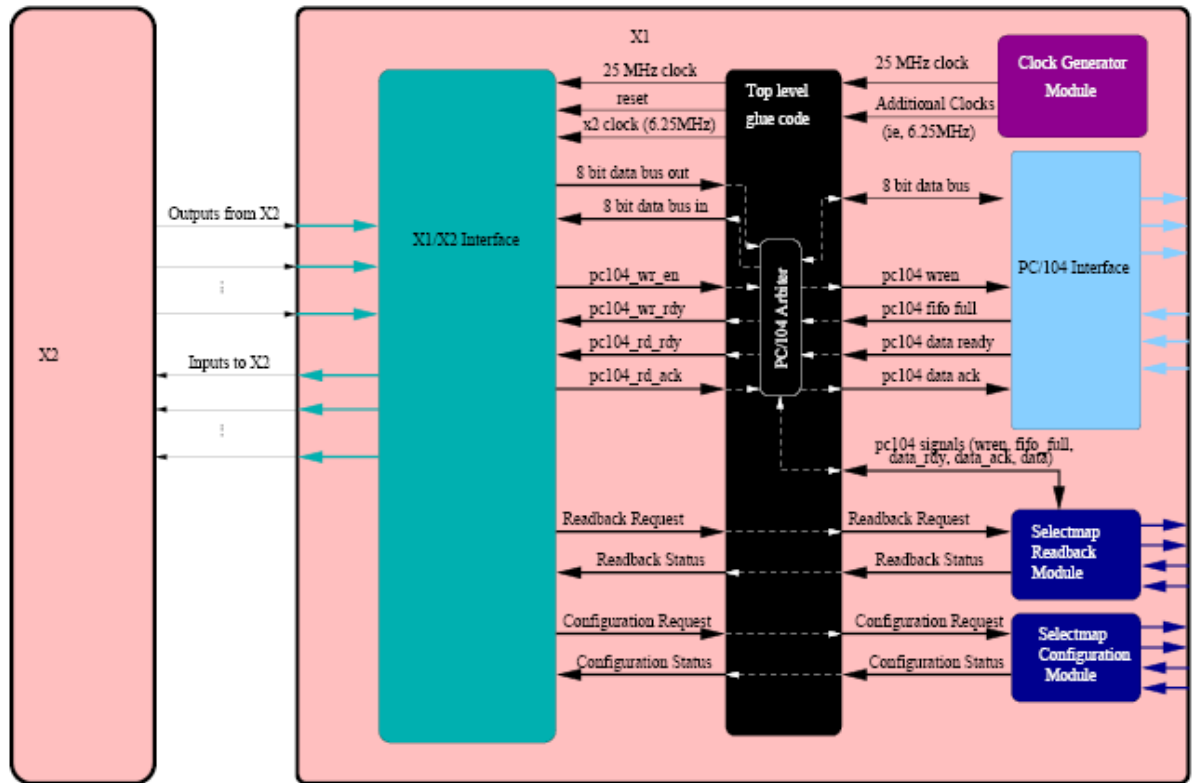 X1
25 MHz clock
reset
x2 clock (6.25MHz)
Top level
glue code
25 MHz clock
Additional Clocks
(ie, 6.25MHz)
Clock Generator
Module
8 bit data bus out
8 bit data bus in
8 bit data bus
Outputs from X2
X1/X2 Interface
PC/104 Interface
pc104_wr_en
pc104_wr_rdy
pc104_rd_rdy
pc104_rd_ack
PC/104 Arbiter
pc104 wren
pc104 fifo full
pc104 data ready
pc104 data ack
X2
Inputs to X2
pc104 signals (wren, fifo_full,
data_rdy, data_ack, data)
Readback Request
Readback Status
Readback Request
Readback Status
Selectmap
Readback
Module
Configuration Request
Configuration Status
Configuration Request
Configuration Status
Selectmap
Configuration
Module